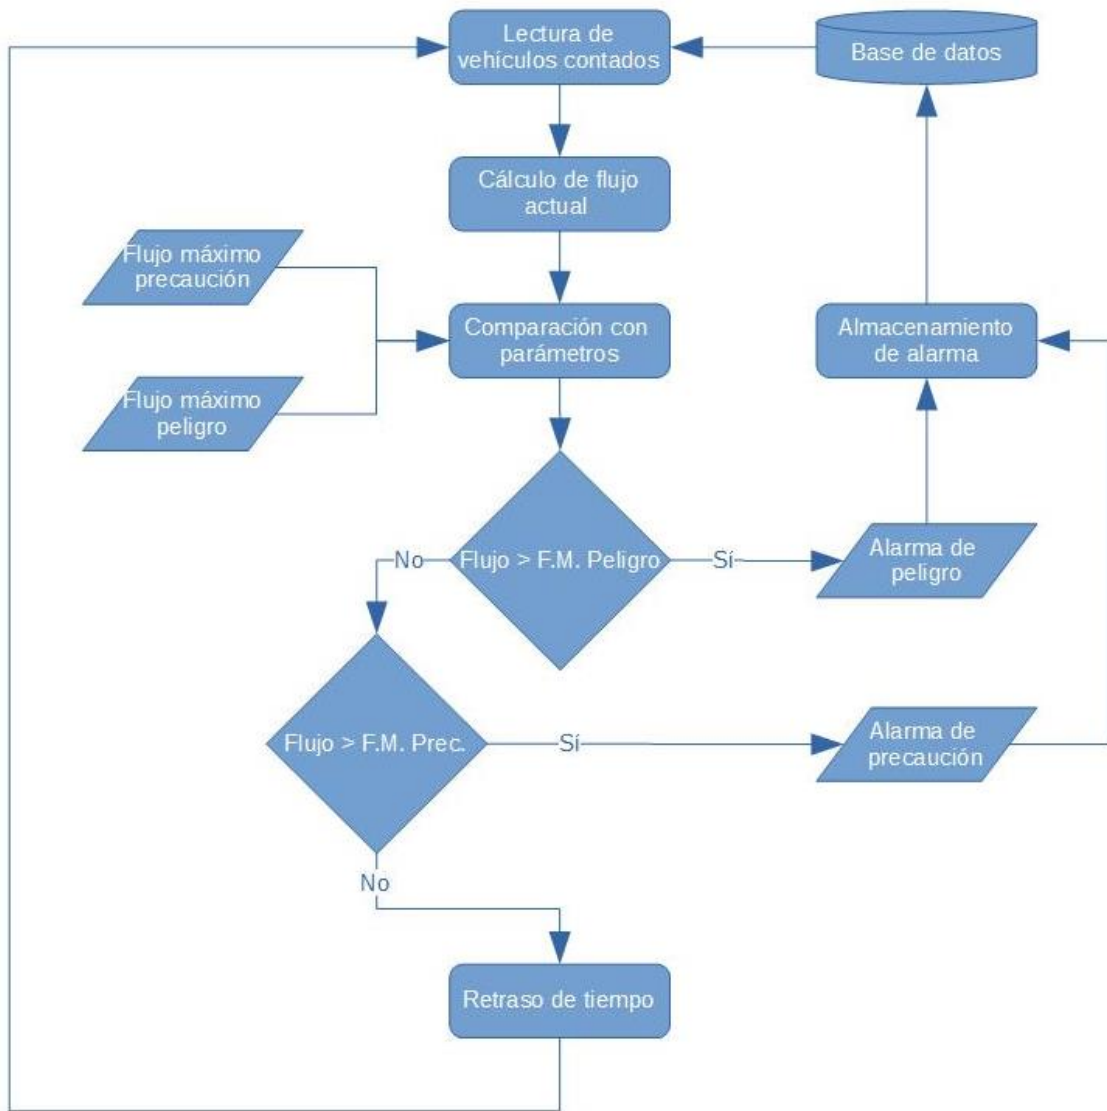 Lectura de
vehículos contados
Base de datos
Cálculo de flujo
actual
Flujo máximo
precaución
Comparación con
parámetros
Almacenamiento
de alarma
Flujo máximo
peligro
No
Flujo > F.M. Peligro
Sí
Alarma de
peligro
Flujo > F.M. Prec.
Sí
Alarma de
precaución
No
Retraso de tiempo